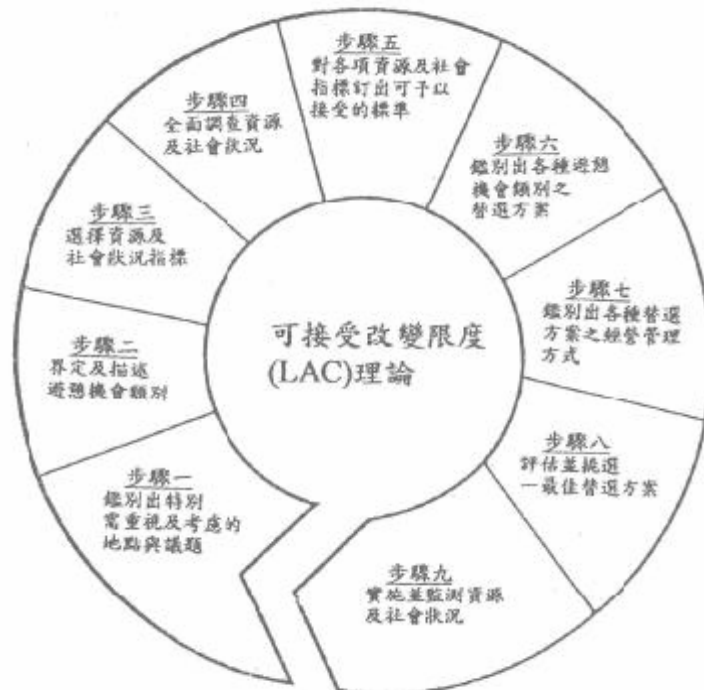 可接受改變限度
(LAC)理論
步驟一
鑑別出特別
需重視及考慮的
地點與議題
步驟二
界定及描述
遊憩機會類別
步驟三
選擇資源及
社會狀況指標
步驟四
全面調查資源
及社會狀況
步驟五
對各項資源及社會
指標訂出可予以
接受的標準
步驟六
鑑別出各種遊憩
機會類別之
替選方案
步驟七
鑑別出各種替選
方案之經營管理
方式
步驟八
評估並挑選
一最佳替選方案
步驟九
實施並監測資源
及社會狀況